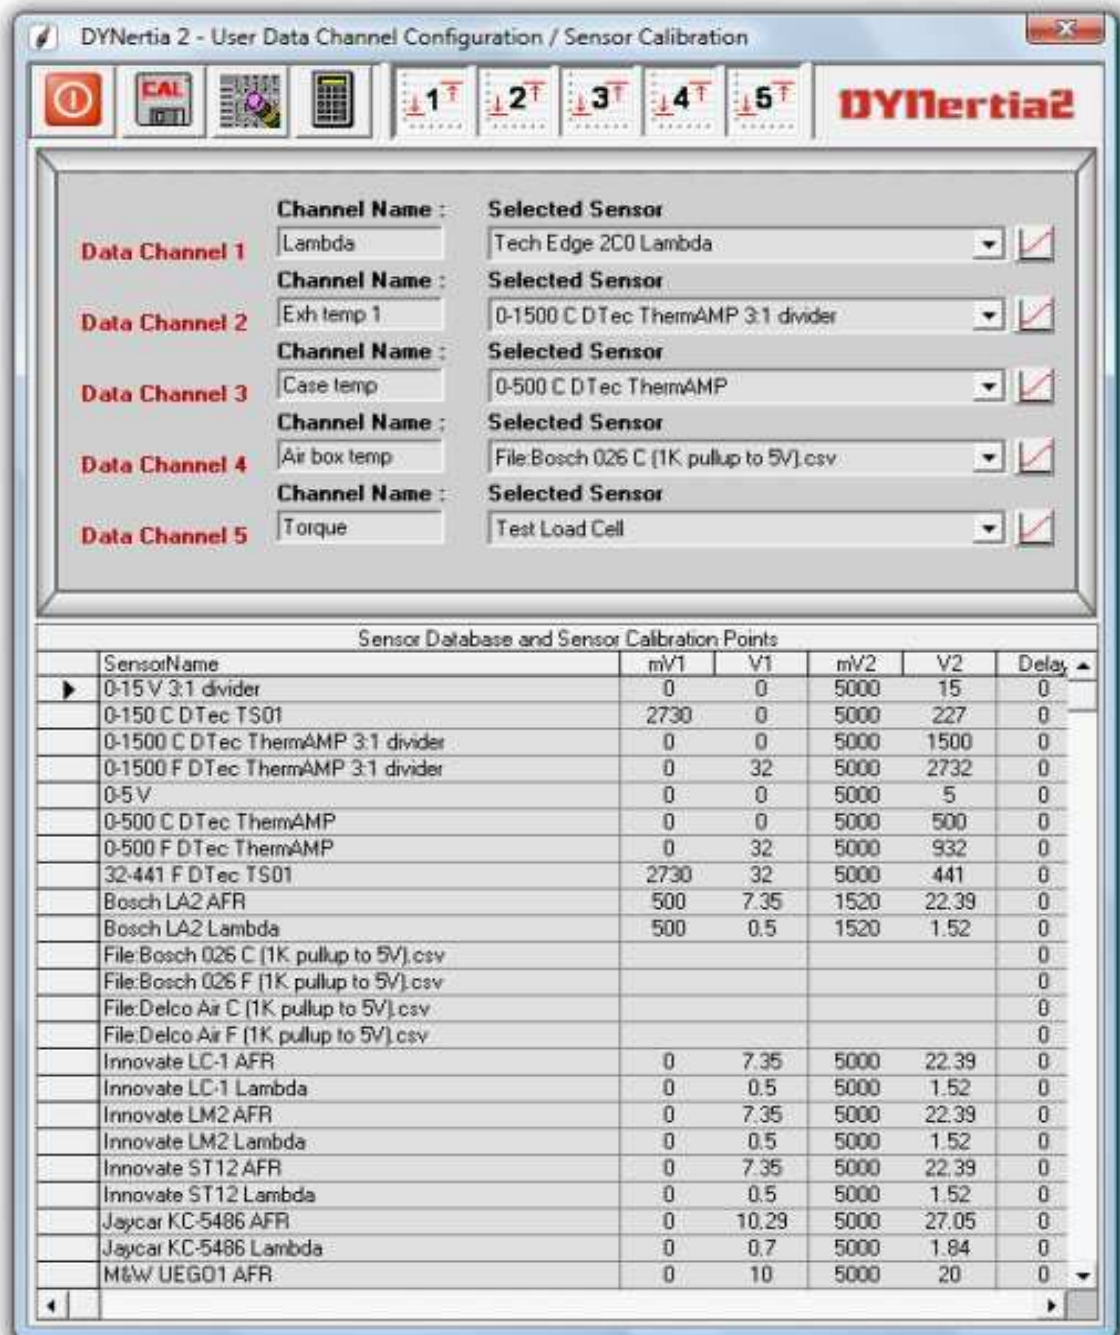 DYNertia 2 - User Data Channel Configuration / Sensor Calibration
CAL 1 2 3 4 5 DYNertia2
Channel Name : Selected Sensor
Data Channel 1 Lambda Tech Edge 2C0 Lambda
Channel Name : Selected Sensor
Data Channel 2 Exh temp 1 0-1500 C DTec ThermAMP 3:1 divider
Channel Name : Selected Sensor
Data Channel 3 Case temp 0-500 C DTec ThermAMP
Channel Name : Selected Sensor
Data Channel 4 Air box temp File:Bosch 026 C (1K pullup to 5V).csv
Channel Name : Selected Sensor
Data Channel 5 Torque Test Load Cell
Sensor Database and Sensor Calibration Points
SensorName mV1 V1 mV2 V2 Delay
0-15 V 3:1 divider 0 0 5000 15 0
0-150 C DTec TS01 2730 0 5000 227 0
0-1500 C DTec ThermAMP 3:1 divider 0 0 5000 1500 0
0-1500 F DTec ThermAMP 3:1 divider 0 32 5000 2732 0
0-5 V 0 0 5000 5 0
0-500 C DTec ThermAMP 0 0 5000 500 0
0-500 F DTec ThermAMP 0 32 5000 932 0
32-441 F DTec TS01 2730 32 5000 441 0
Bosch LA2 AFR 500 7.35 1520 22.39 0
Bosch LA2 Lambda 500 0.5 1520 1.52 0
File:Bosch 026 C (1K pullup to 5V).csv 0
File:Bosch 026 F (1K pullup to 5V).csv 0
File:Delco Air C (1K pullup to 5V).csv 0
File:Delco Air F (1K pullup to 5V).csv 0
Innovate LC-1 AFR 0 7.35 5000 22.39 0
Innovate LC-1 Lambda 0 0.5 5000 1.52 0
Innovate LM2 AFR 0 7.35 5000 22.39 0
Innovate LM2 Lambda 0 0.5 5000 1.52 0
Innovate ST12 AFR 0 7.35 5000 22.39 0
Innovate ST12 Lambda 0 0.5 5000 1.52 0
Jaycar KC-5486 AFR 0 10.29 5000 27.05 0
Jaycar KC-5486 Lambda 0 0.7 5000 1.84 0
M&W UEGO1 AFR 0 10 5000 20 0